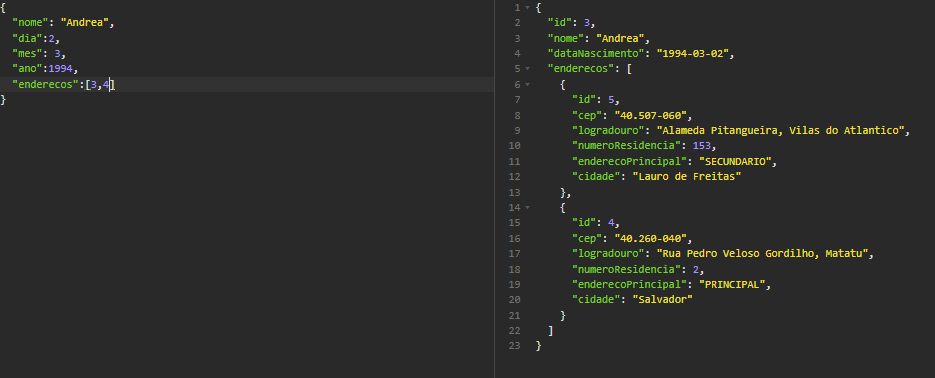 {
"nome": "Andrea",
"dia":2,
"mes": 3,
"ano":1994,
"enderecos":[3,4]
}
1 {
2 "id": 3,
3 "nome": "Andrea",
4 "dataNascimento": "1994-03-02",
5 "enderecos": [
6 {
7 "id": 5,
8 "cep": "40.507-060",
9 "logradouro": "Alameda Pitangueira, Vilas do Atlantico",
10 "numeroResidencia": 153,
11 "enderecoPrincipal": "SECUNDARIO",
12 "cidade": "Lauro de Freitas"
13 },
14 {
15 "id": 4,
16 "cep": "40.260-040",
17 "logradouro": "Rua Pedro Veloso Gordilho, Matatu",
18 "numeroResidencia": 2,
19 "enderecoPrincipal": "PRINCIPAL",
20 "cidade": "Salvador"
21 }
22 ]
23 }